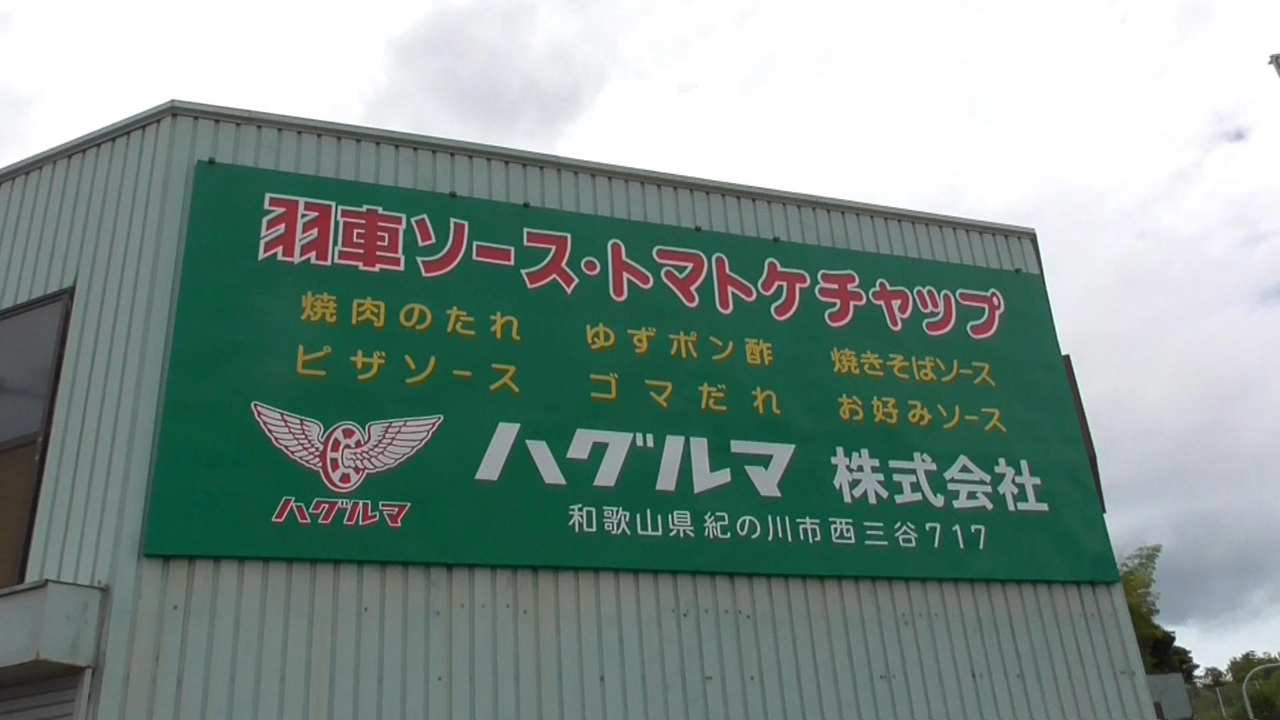 羽車ソース・トマトケチャップ
焼肉のたれ ゆずポン酢 焼きそばソース
ピザソース ゴマだれ お好みソース
ハグルマ
ハグルマ 株式会社
和歌山県紀の川市西三谷717